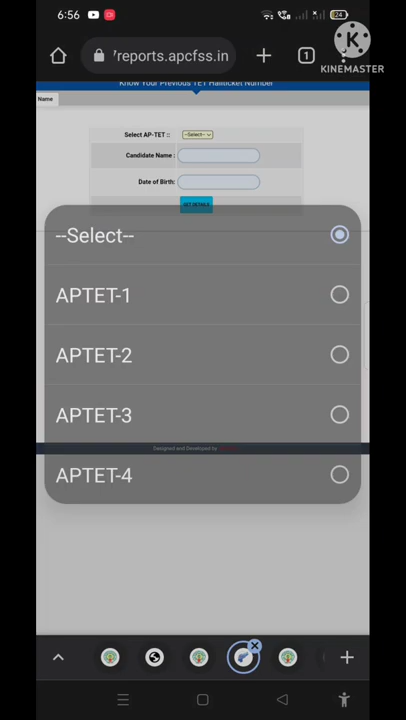 6:56
24
?reports.apcfss.in
1
KINEMASTER
Know Your Previous TET Hallticket Number
Name
Select AP-TET ::
--Select--
Candidate Name :
Date of Birth:
GET DETAILS
--Select--
APTET-1
APTET-2
APTET-3
Designed and Developed by
APTET-4